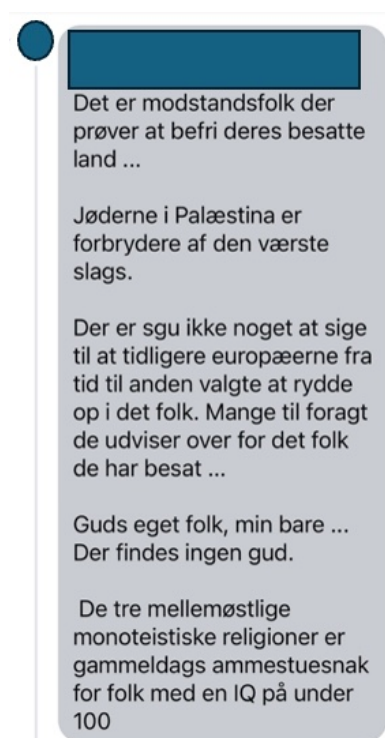 Det er modstandsfolk der
prøver at befri deres besatte
land ...
Jøderne i Palæstina er
forbrydere af den værste
slags.
Der er sgu ikke noget at sige
til at tidligere europæerne fra
tid til anden valgte at rydde
op i det folk. Mange til foragt
de udviser over for det folk
de har besat ...
Guds eget folk, min bare ...
Der findes ingen gud.
De tre mellemøstlige
monoteistiske religioner er
gammeldags ammestuesnak
for folk med en IQ på under
100